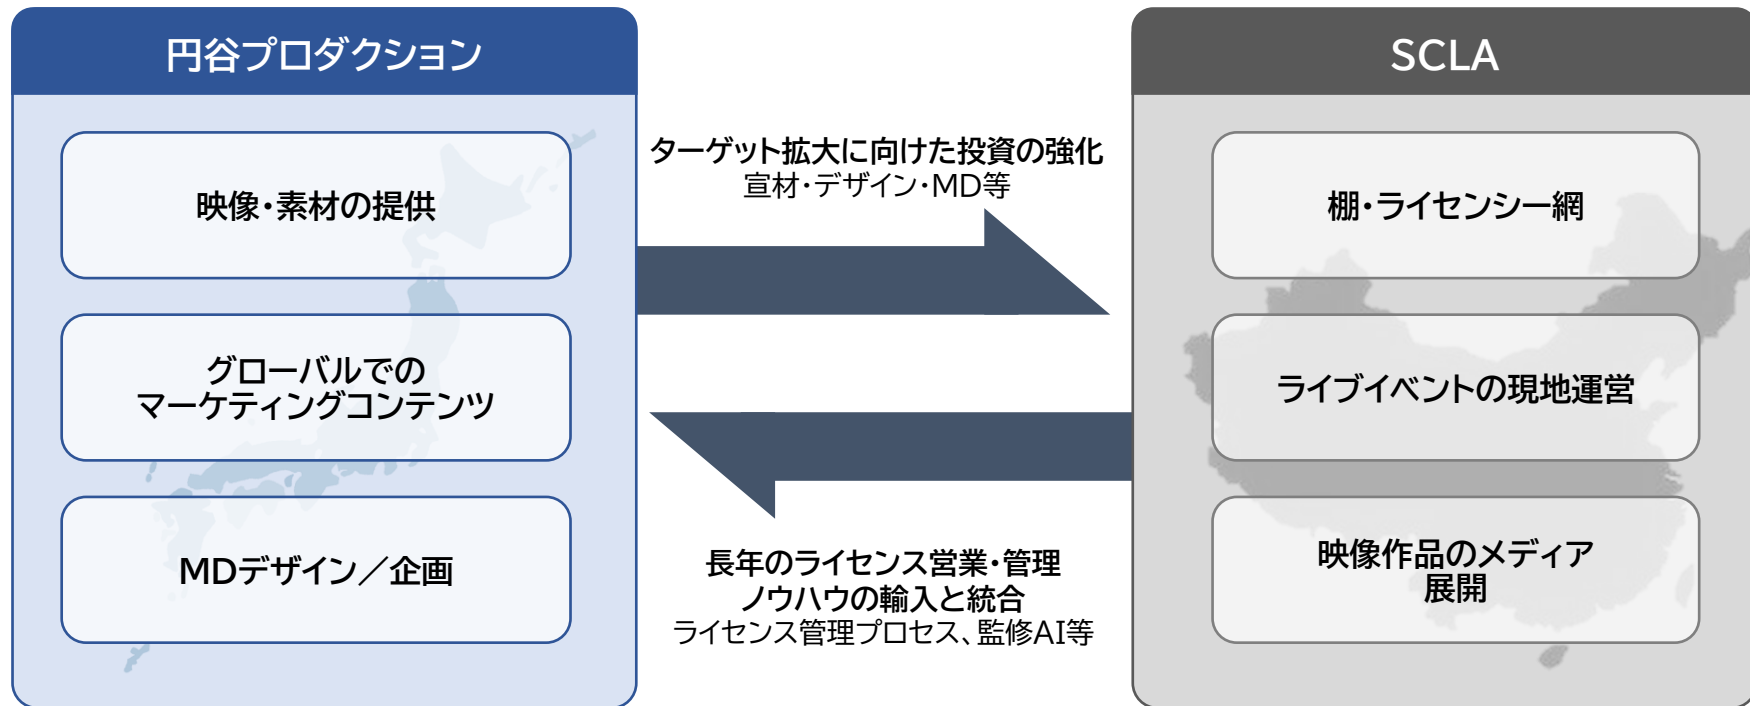 円谷プロダクション
映像・素材の提供
グローバルでの
マーケティングコンテンツ
MDデザイン／企画
ターゲット拡大に向けた投資の強化
宣材・デザイン・MD等
長年のライセンス営業・管理
ノウハウの輸入と統合
ライセンス管理プロセス、監修AI等
SCLA
棚・ライセンシー網
ライブイベントの現地運営
映像作品のメディア
展開